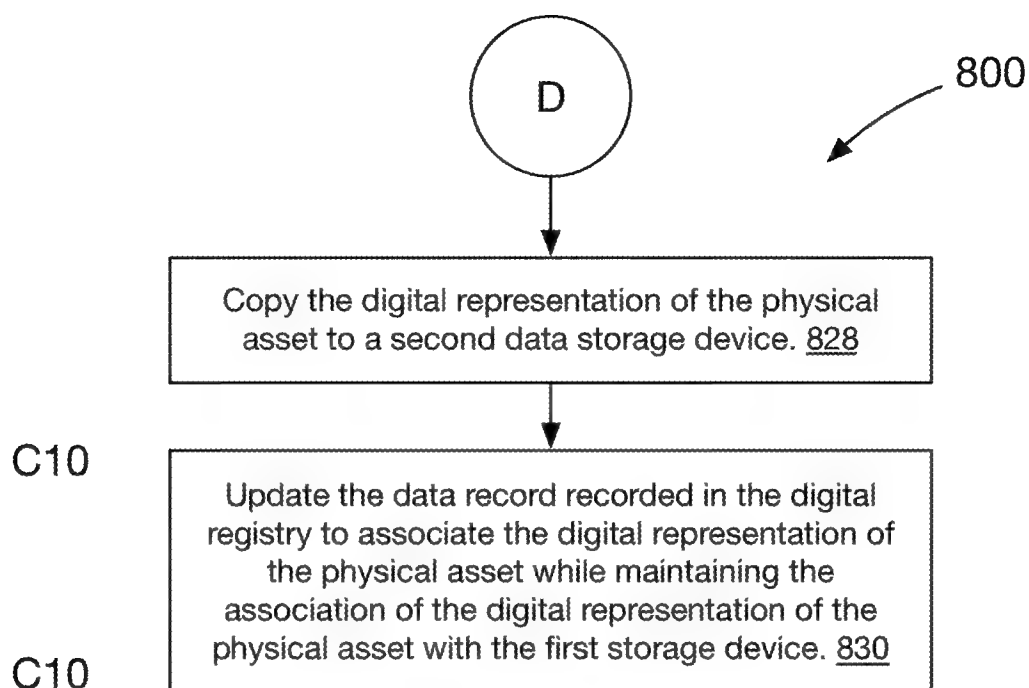 D
800
Copy the digital representation of the physical
asset to a second data storage device. 828
C10
Update the data record recorded in the digital
registry to associate the digital representation of
the physical asset while maintaining the
association of the digital representation of the
physical asset with the first storage device. 830
C10